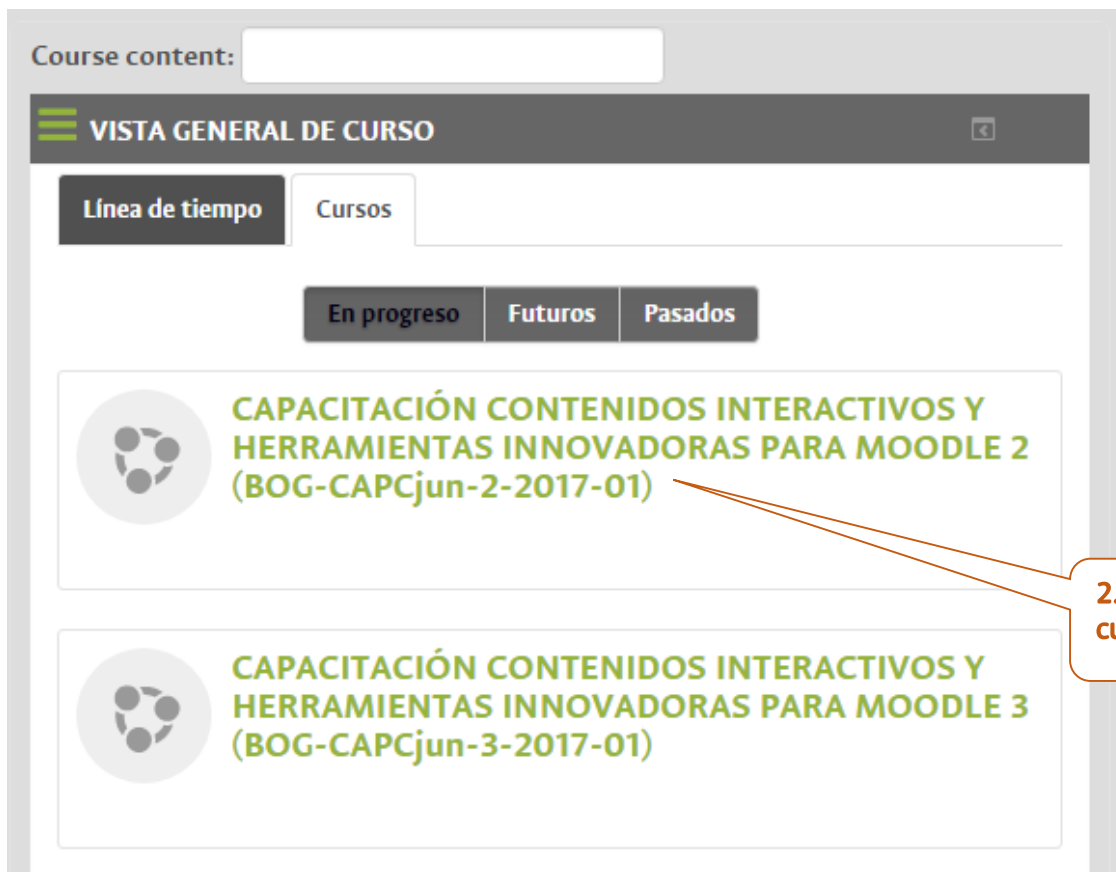 Course content:
VISTA GENERAL DE CURSO
Línea de tiempo
Cursos
En progreso
Futuros
Pasados
CAPACITACIÓN CONTENIDOS INTERACTIVOS Y
HERRAMIENTAS INNOVADORAS PARA MOODLE 2
(BOG-CAPCjun-2-2017-01)
2.
CAPACITACIÓN CONTENIDOS INTERACTIVOS Y
HERRAMIENTAS INNOVADORAS PARA MOODLE 3
(BOG-CAPCjun-3-2017-01)